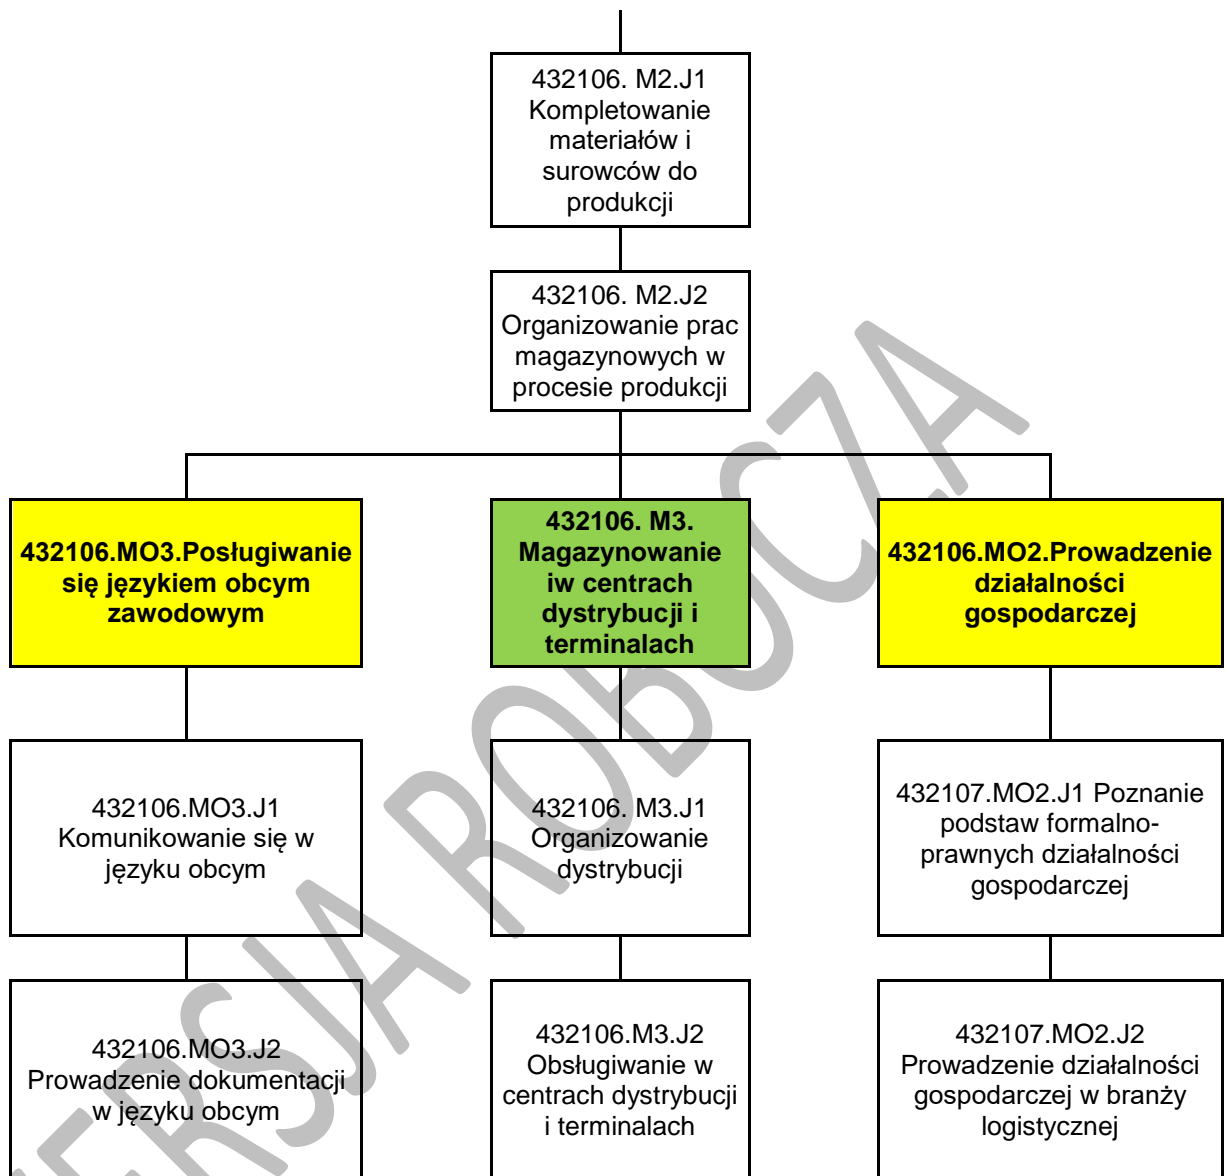 432106. M2.J1
Kompletowanie
materiałów i
surowców do
produkcji
432106. M2.J2
Organizowanie prac
magazynowych w
procesie produkcji
432106.MO3.Posługiwanie
się językiem obcym
zawodowym
432106. M3.
Magazynowanie
iw centrach
dystrybucji i
terminalach
432106.MO2.Prowadzenie
działalności
gospodarczej
432106.MO3.J1
Komunikowanie się w
języku obcym
432106. M3.J1
Organizowanie
dystrybucji
432107.MO2.J1 Poznanie
podstaw formalno-
prawnych działalności
gospodarczej
432106.MO3.J2
Prowadzenie dokumentacji
w języku obcym
432106.M3.J2
Obsługiwanie w
centrach dystrybucji
i terminalach
432107.MO2.J2
Prowadzenie działalności
gospodarczej w branży
logistycznej
ERSJA ROBOCZA